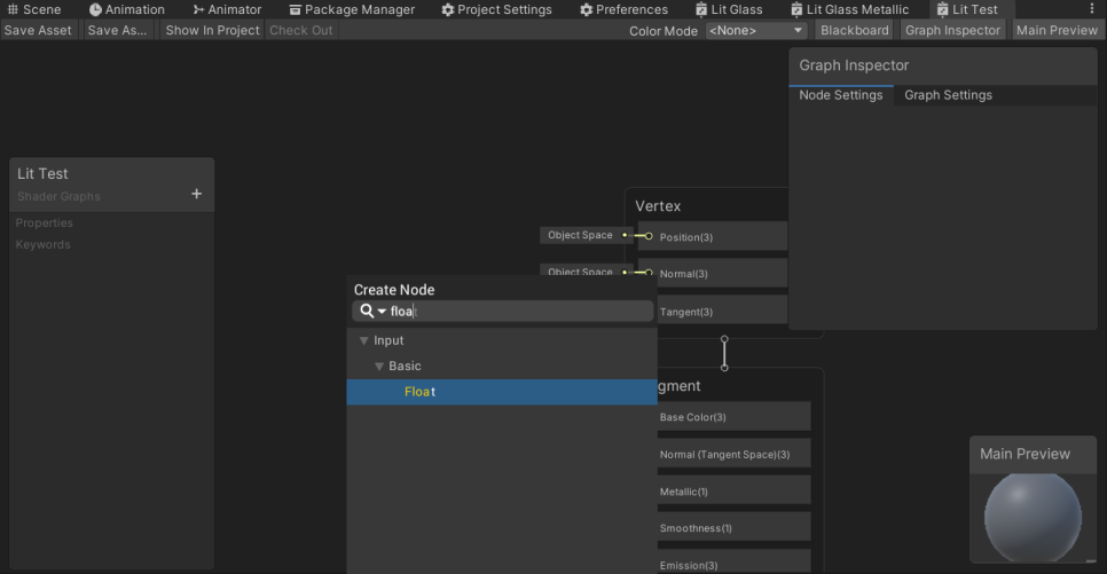 Scene Animation Animator Package Manager Project Settings Preferences Lit Glass Lit Glass Metallic Lit Test
Save Asset Save As... Show In Project Check Out Color Mode <None> Blackboard Graph Inspector Main Preview
Graph Inspector
Node Settings Graph Settings
Lit Test
Shader Graphs
+
Properties
Keywords
Vertex
Object Space Position(3)
Object Space Normal(3)
Tangent(3)
Create Node
float
Input
Basic
Float
gment
Base Color(3)
Normal (Tangent Space)(3)
Metallic(1)
Smoothness(1)
Emission(3)
Main Preview